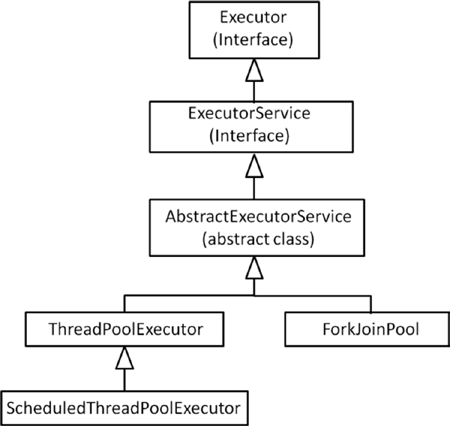 Executor
(Interface)
ExecutorService
(Interface)
AbstractExecutorService
(abstract class)
ThreadPoolExecutor
ForkJoinPool
ScheduledThreadPoolExecutor